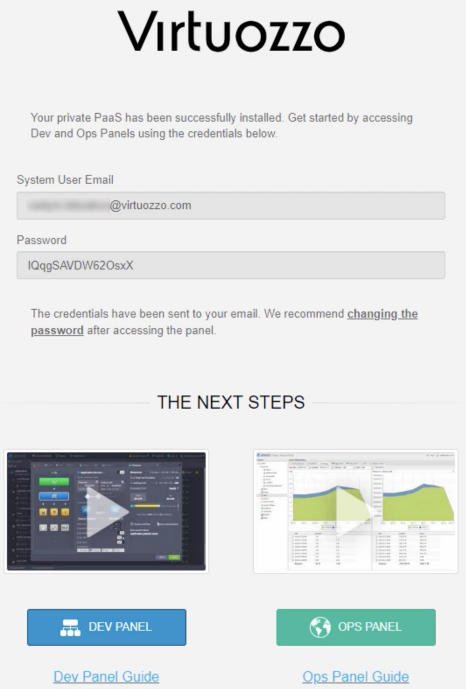 Virtuozzo
Your private PaaS has been successfully installed. Get started by accessing
Dev and Ops Panels using the credentials below.
System User Email
@virtuozzo.com
Password
IQqgSAVDW62OsxX
The credentials have been sent to your email. We recommend changing the
password after accessing the panel.
THE NEXT STEPS
DEV PANEL
OPS PANEL
Dev Panel Guide
Ops Panel Guide